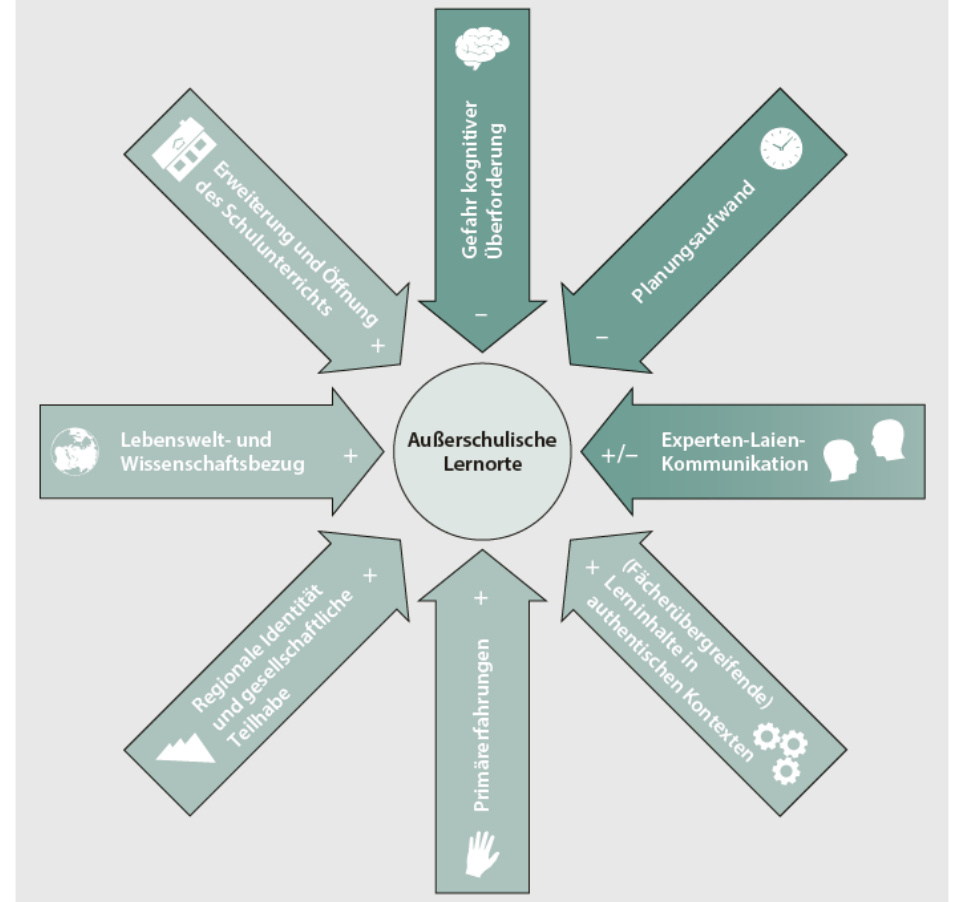 Gefahr kognitiver
Überforderung
–
Planungsaufwand
–
Experten-Laien-
Kommunikation
+/–
(Fächerübergreifende)
Lerninhalte in
authentischen Kontexten
+
Primärerfahrungen
+
Regionale Identität
und gesellschaftliche
Teilhabe
+
Lebenswelt- und
Wissenschaftsbezug
+
Erweiterung und Öffnung
des Schulunterrichts
+
Außerschulische
Lernorte